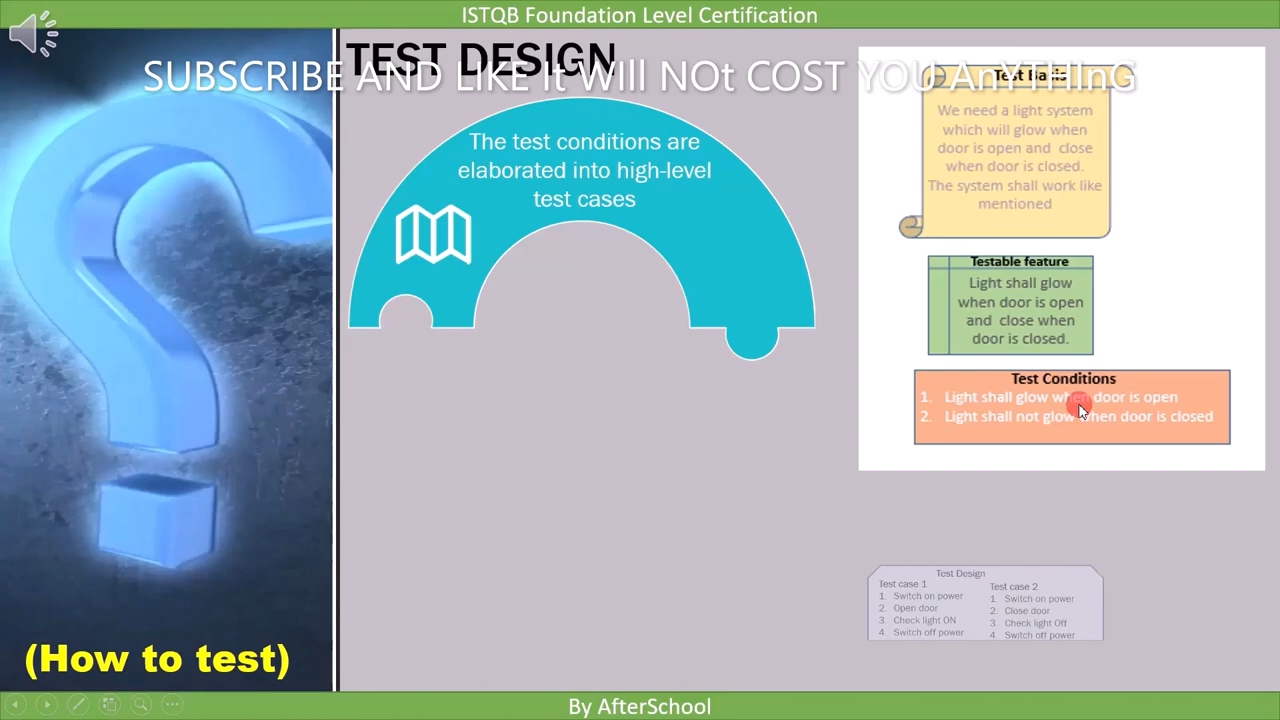 ISTQB Foundation Level Certification
TEST DESIGN
SUBSCRIBE AND LIKE It WIll NOt COST YOU AnYTHInG
The test conditions are
elaborated into high-level
test cases
Test Basis
We need a light system
which will glow when
door is open and close
when door is closed.
The system shall work like
mentioned
Testable feature
Light shall glow
when door is open
and close when
door is closed.
Test Conditions
1. Light shall glow when door is open
2. Light shall not glow when door is closed
Test Design
Test case 1
1. Switch on power
2. Open door
3. Check light ON
4. Switch off power
Test case 2
1. Switch on power
2. Close door
3. Check light Off
4 Switch off power
(How to test)
By AfterSchool